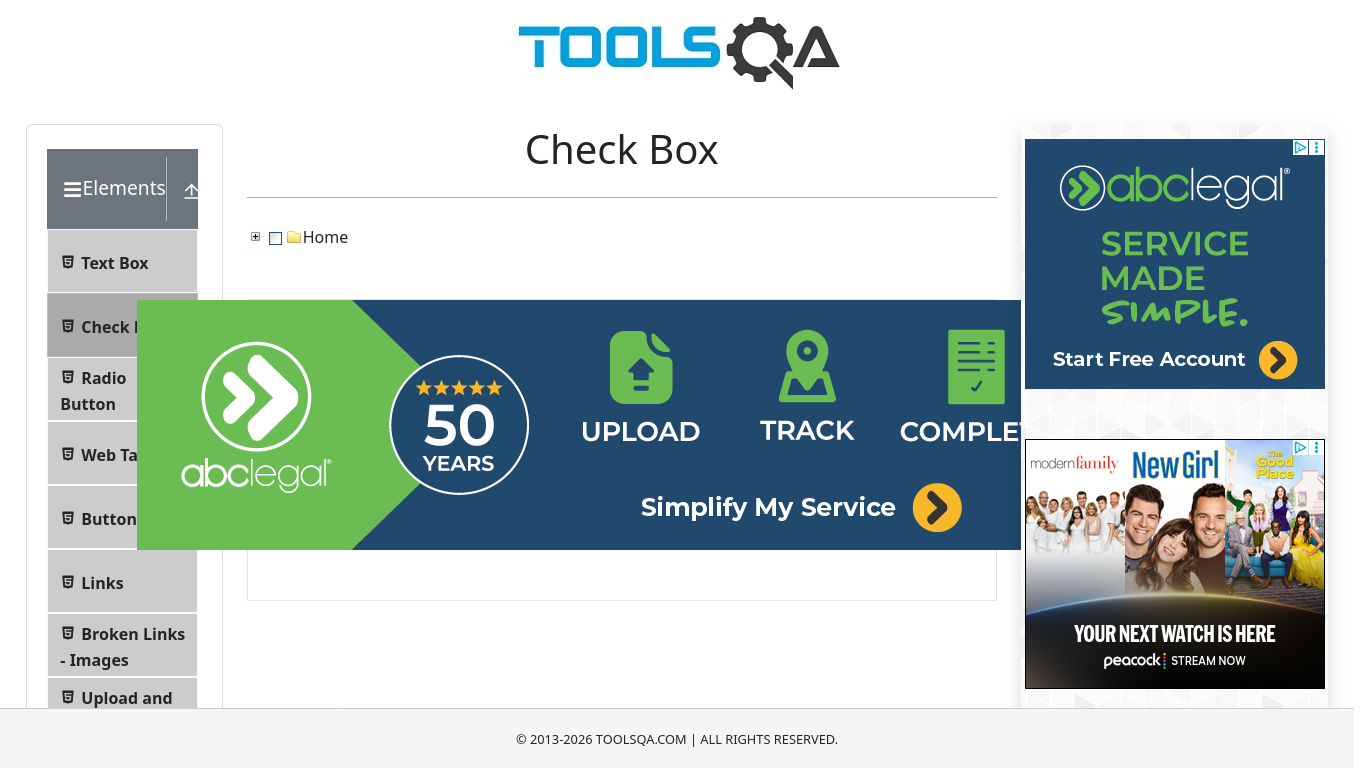 TOOLSQA
Elements
Text Box
Check
Radio
Button
Web Ta
Button
Links
Broken Links
- Images
Upload and
Check Box
Home
abclegal®
50
YEARS
UPLOAD
TRACK
COMPLET
Simplify My Service
abclegal®
SERVICE
MADE
SIMPLE.
Start Free Account
modernfamily
New Girl
The Good Place
YOUR NEXT WATCH IS HERE
peacock STREAM NOW
© 2013-2026 TOOLSQA.COM | ALL RIGHTS RESERVED.